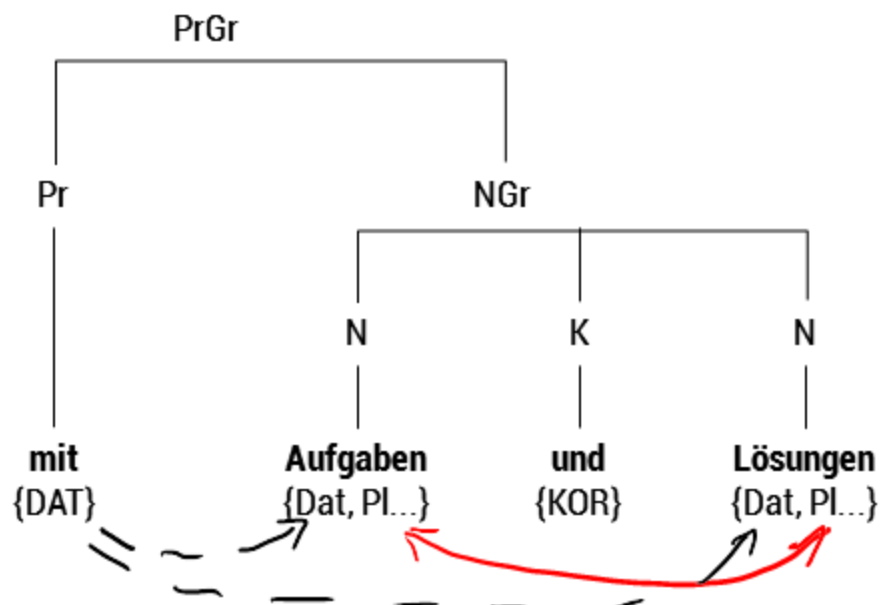 PrGr
Pr NGr
N K N
mit Aufgaben und Lösungen
{DAT} {Dat, Pl...} {KOR} {Dat, Pl...}